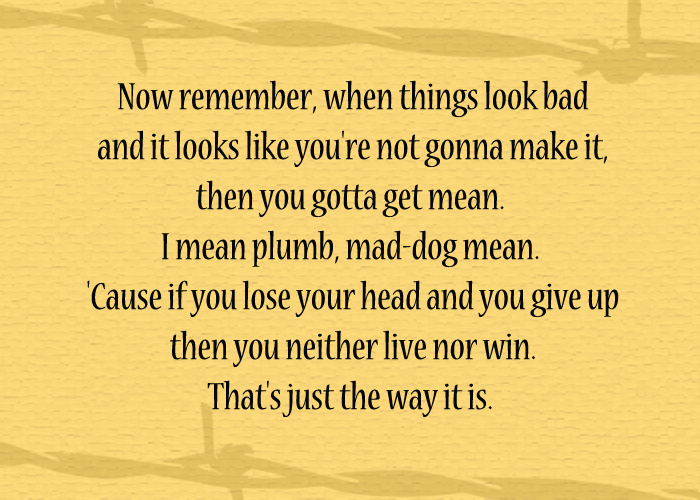 Now remember, when things look bad
and it looks like you're not gonna make it,
then you gotta get mean.
I mean plumb, mad-dog mean.
'Cause if you lose your head and you give up
then you neither live nor win.
That's just the way it is.